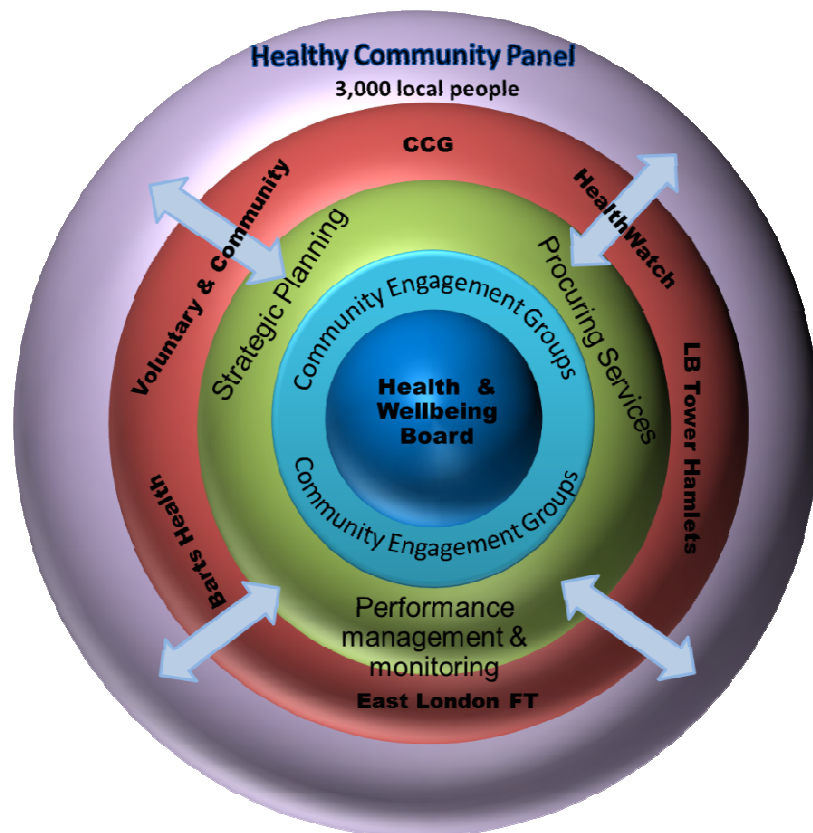 Healthy Community Panel
3,000 local people
CCG
HealthWatch
LB Tower Hamlets
East London FT
Barts Health
Voluntary & Community
Strategic Planning
Procuring Services
Performance
management &
monitoring
Community Engagement Groups
Health &
Wellbeing
Board
Community Engagement Groups